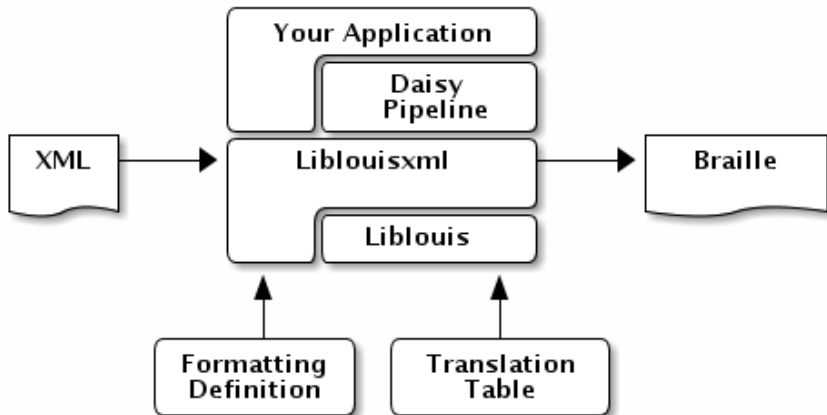 Your Application
Daisy
Pipeline
XML
Liblouisxml
Braille
Liblouis
Formatting
Definition
Translation
Table